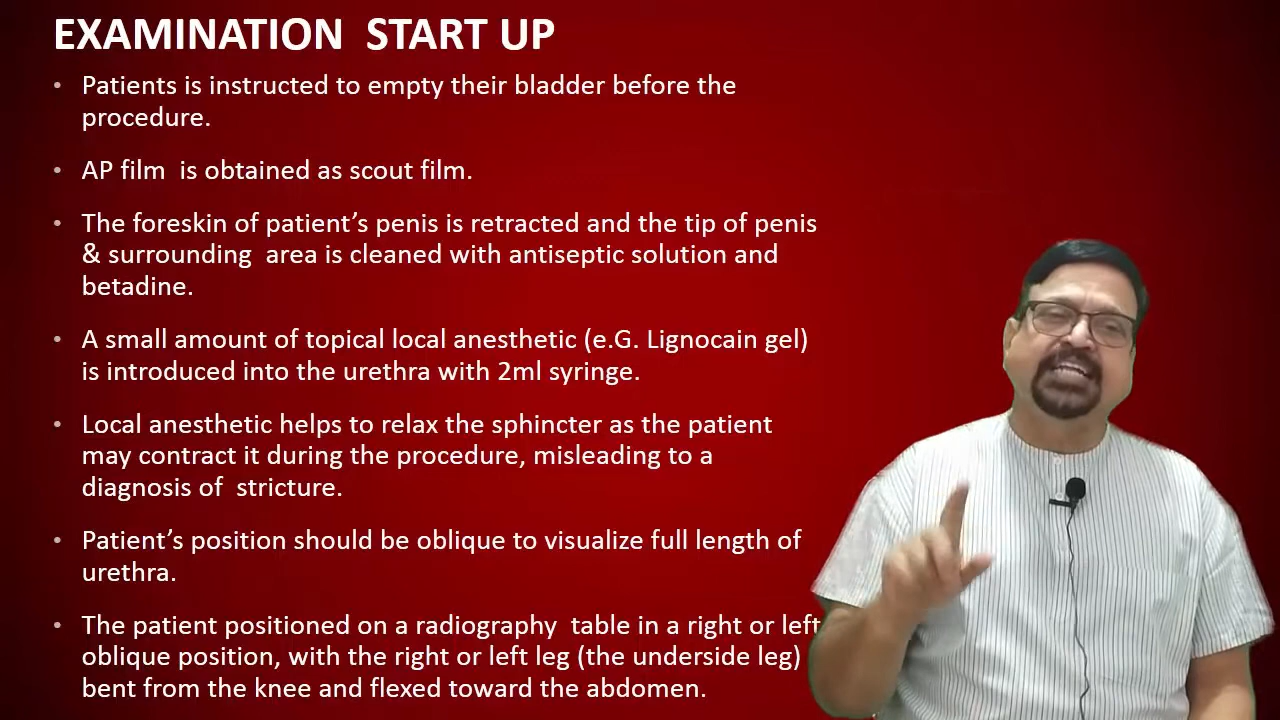 EXAMINATION START UP
• Patients is instructed to empty their bladder before the
procedure.
• AP film is obtained as scout film.
• The foreskin of patient’s penis is retracted and the tip of penis
& surrounding area is cleaned with antiseptic solution and
betadine.
• A small amount of topical local anesthetic (e.G. Lignocain gel)
is introduced into the urethra with 2ml syringe.
• Local anesthetic helps to relax the sphincter as the patient
may contract it during the procedure, misleading to a
diagnosis of stricture.
• Patient’s position should be oblique to visualize full length of
urethra.
• The patient positioned on a radiography table in a right or left
oblique position, with the right or left leg (the underside leg)
bent from the knee and flexed toward the abdomen.